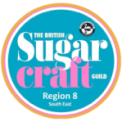 THE BRITISH
Sugar
craft
GUILD
Region 8
South East